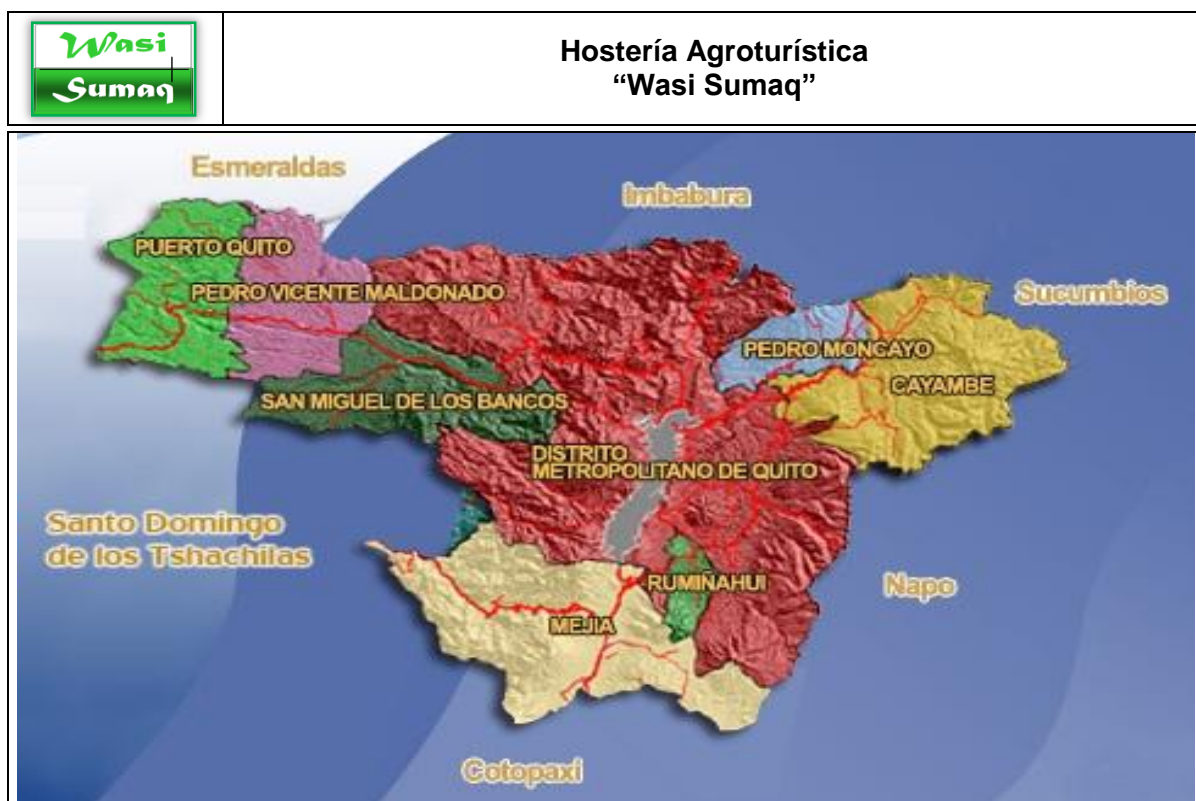 Wasi
Sumaq
Hostería Agroturística
“Wasi Sumaq”
Esmeraldas
Imbabura
PUERTO QUITO
PEDRO VICENTE MALDONADO
Sucumbios
PEDRO MONCAYO
CAYAMBE
SAN MIGUEL DE LOS BANCOS
DISTRITO
METROPOLITANO DE QUITO
Santo Domingo
de los Tshachilas
RUMIÑAHUI
Napo
MEJIA
Cotopaxi